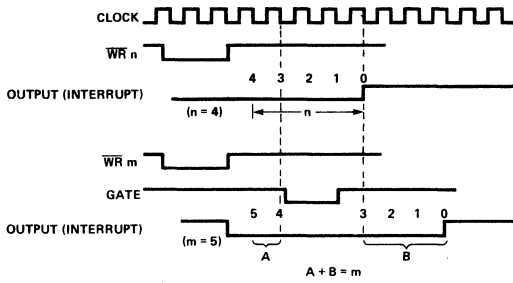 CLOCK
WR n
4 3 2 1 0
OUTPUT (INTERRUPT)
(n = 4)
n
WR m
GATE
5 4 3 2 1 0
OUTPUT (INTERRUPT)
(m = 5)
A
B
A + B = m